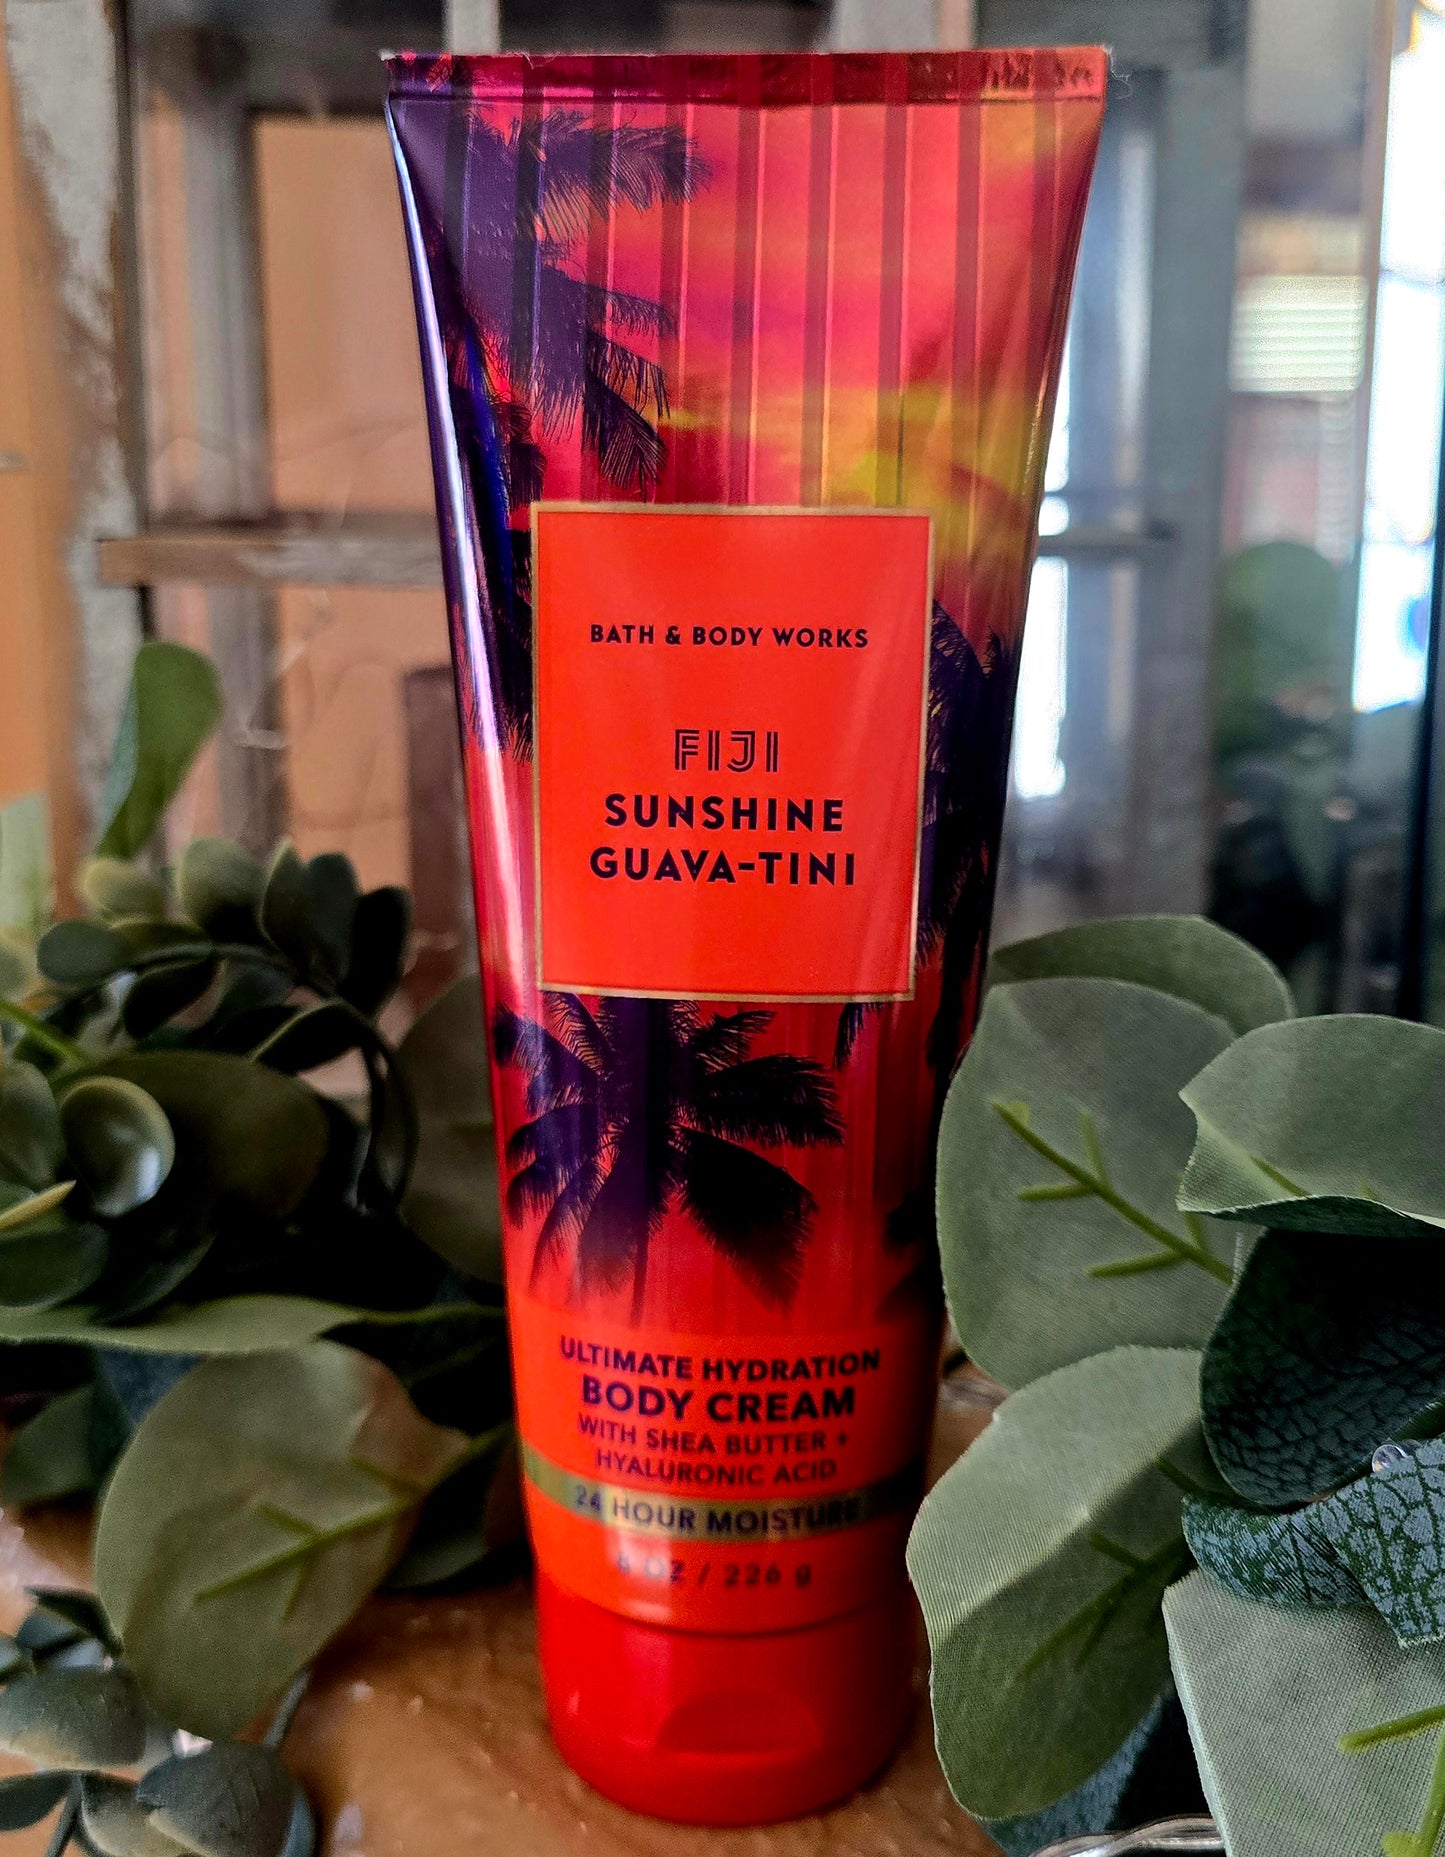 BATH & BODY WORKS
FIJI
SUNSHINE
GUAVA-TINI
ULTIMATE HYDRATION
BODY CREAM
WITH SHEA BUTTER +
HYALURONIC ACID
24 HOUR MOISTURE
8 OZ / 226 g